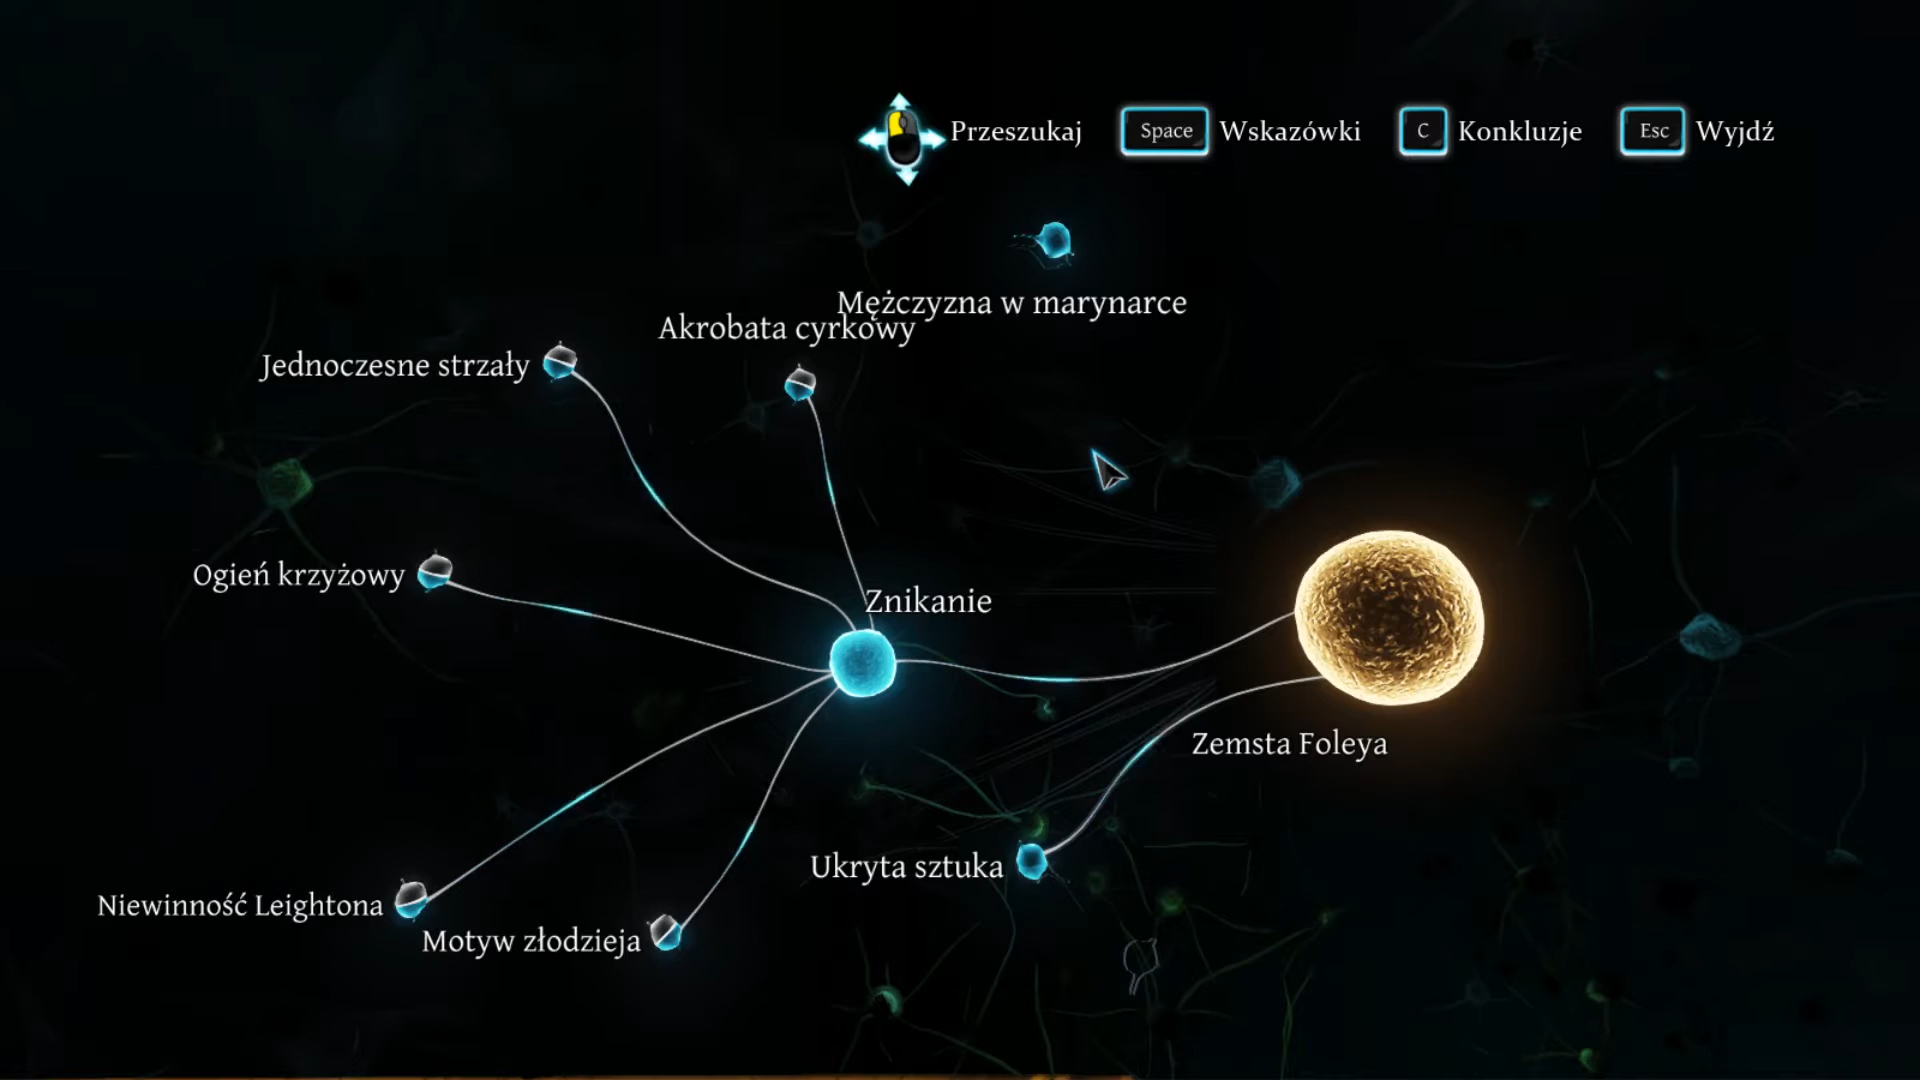 Przeszukaj
Space Wskazówki
C Konkluzje
Esc Wyjdź
Mężczyzna w marynarce
Akrobata cyrkowy
Jednoczesne strzały
Ogień krzyżowy
Znikanie
Zemsta Foleya
Ukryta sztuka
Niewinność Leightona
Motyw złodzieja